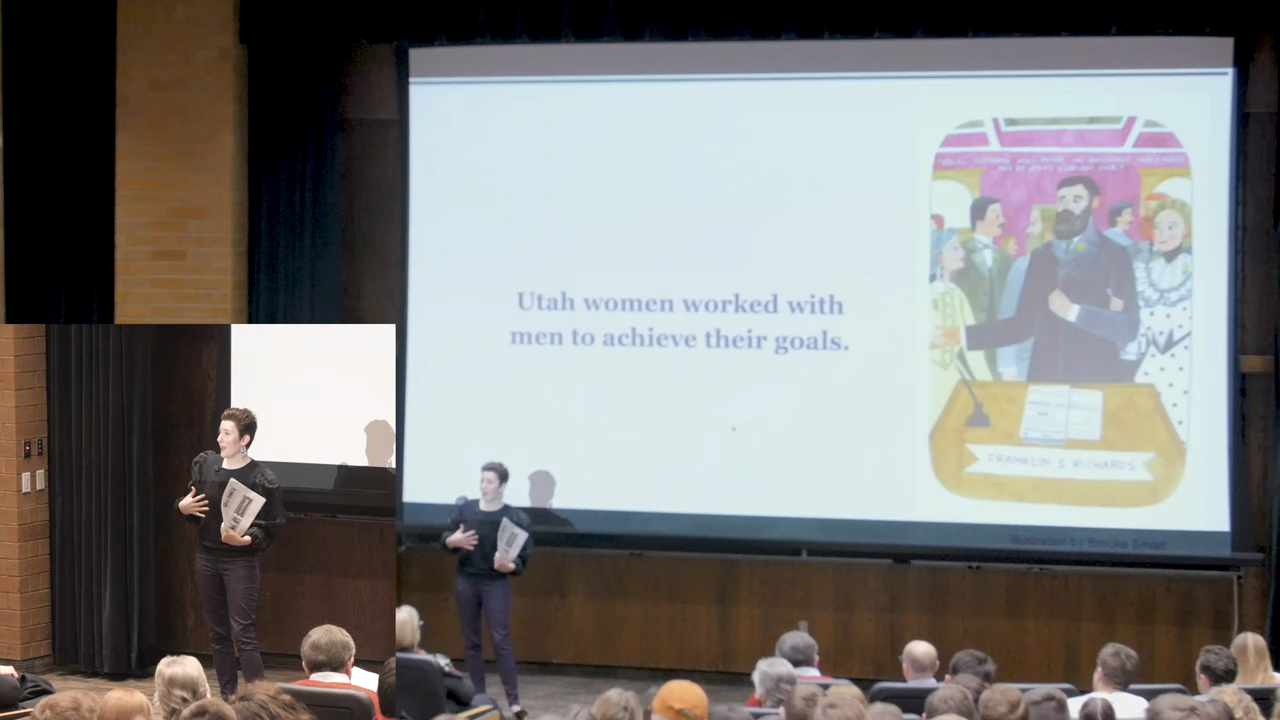 Utah women worked with
men to achieve their goals.
FRANKLIN S RICHARDS
Illustration by Brooke Smart